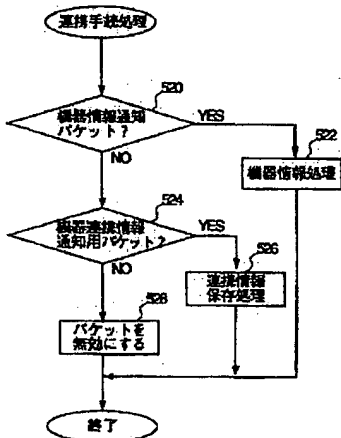 連携手続処理
520
機器情報通知
パケット?
YES
522
機器情報処理
NO
524
機器連携情報
通知用パケット?
YES
526
連携情報
保存処理
NO
528
パケットを
無効にする
終了